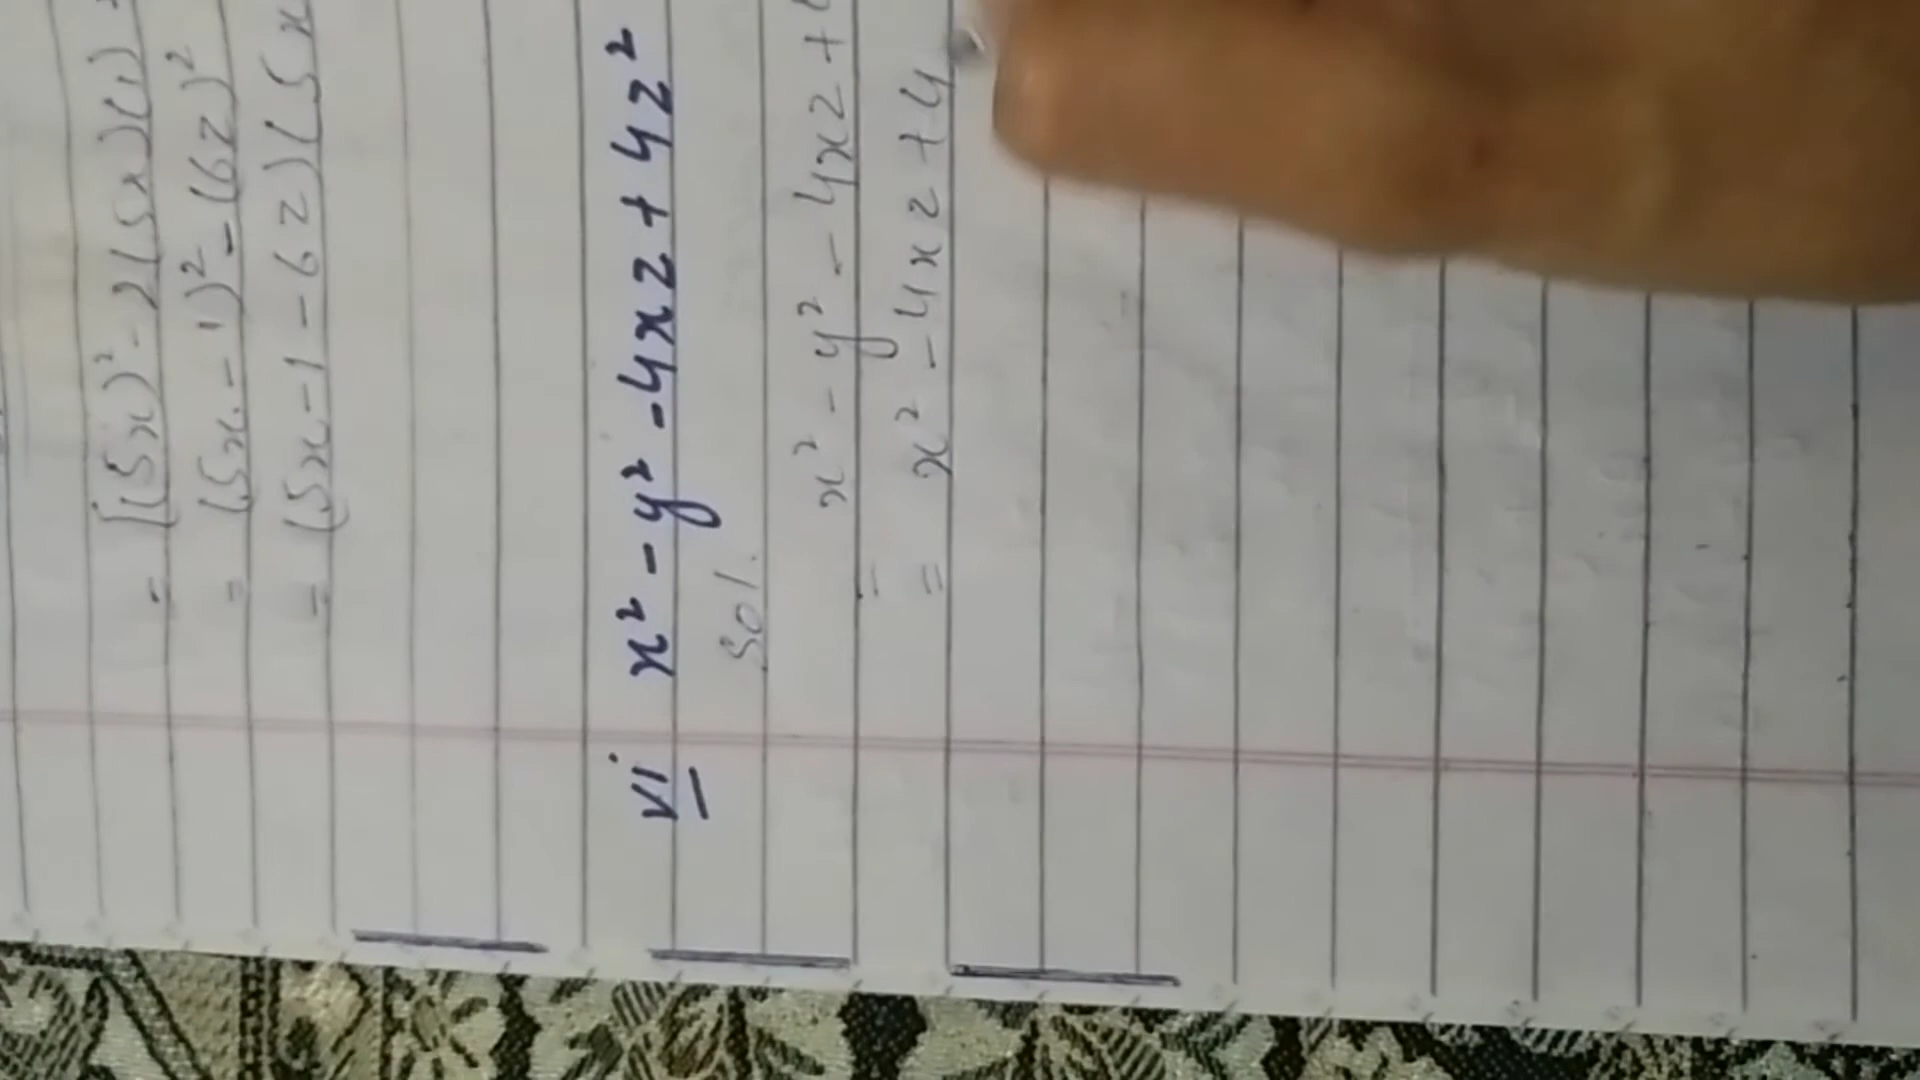 = [(5x)² - 2(5x)(1)
= (5x - 1)² - (6z)²
= (5x - 1 - 6z)(5x
vi x² - y² - 4xz + 4z²
Sol.
= x² - y² - 4xz +
= x² - 4xz + 4